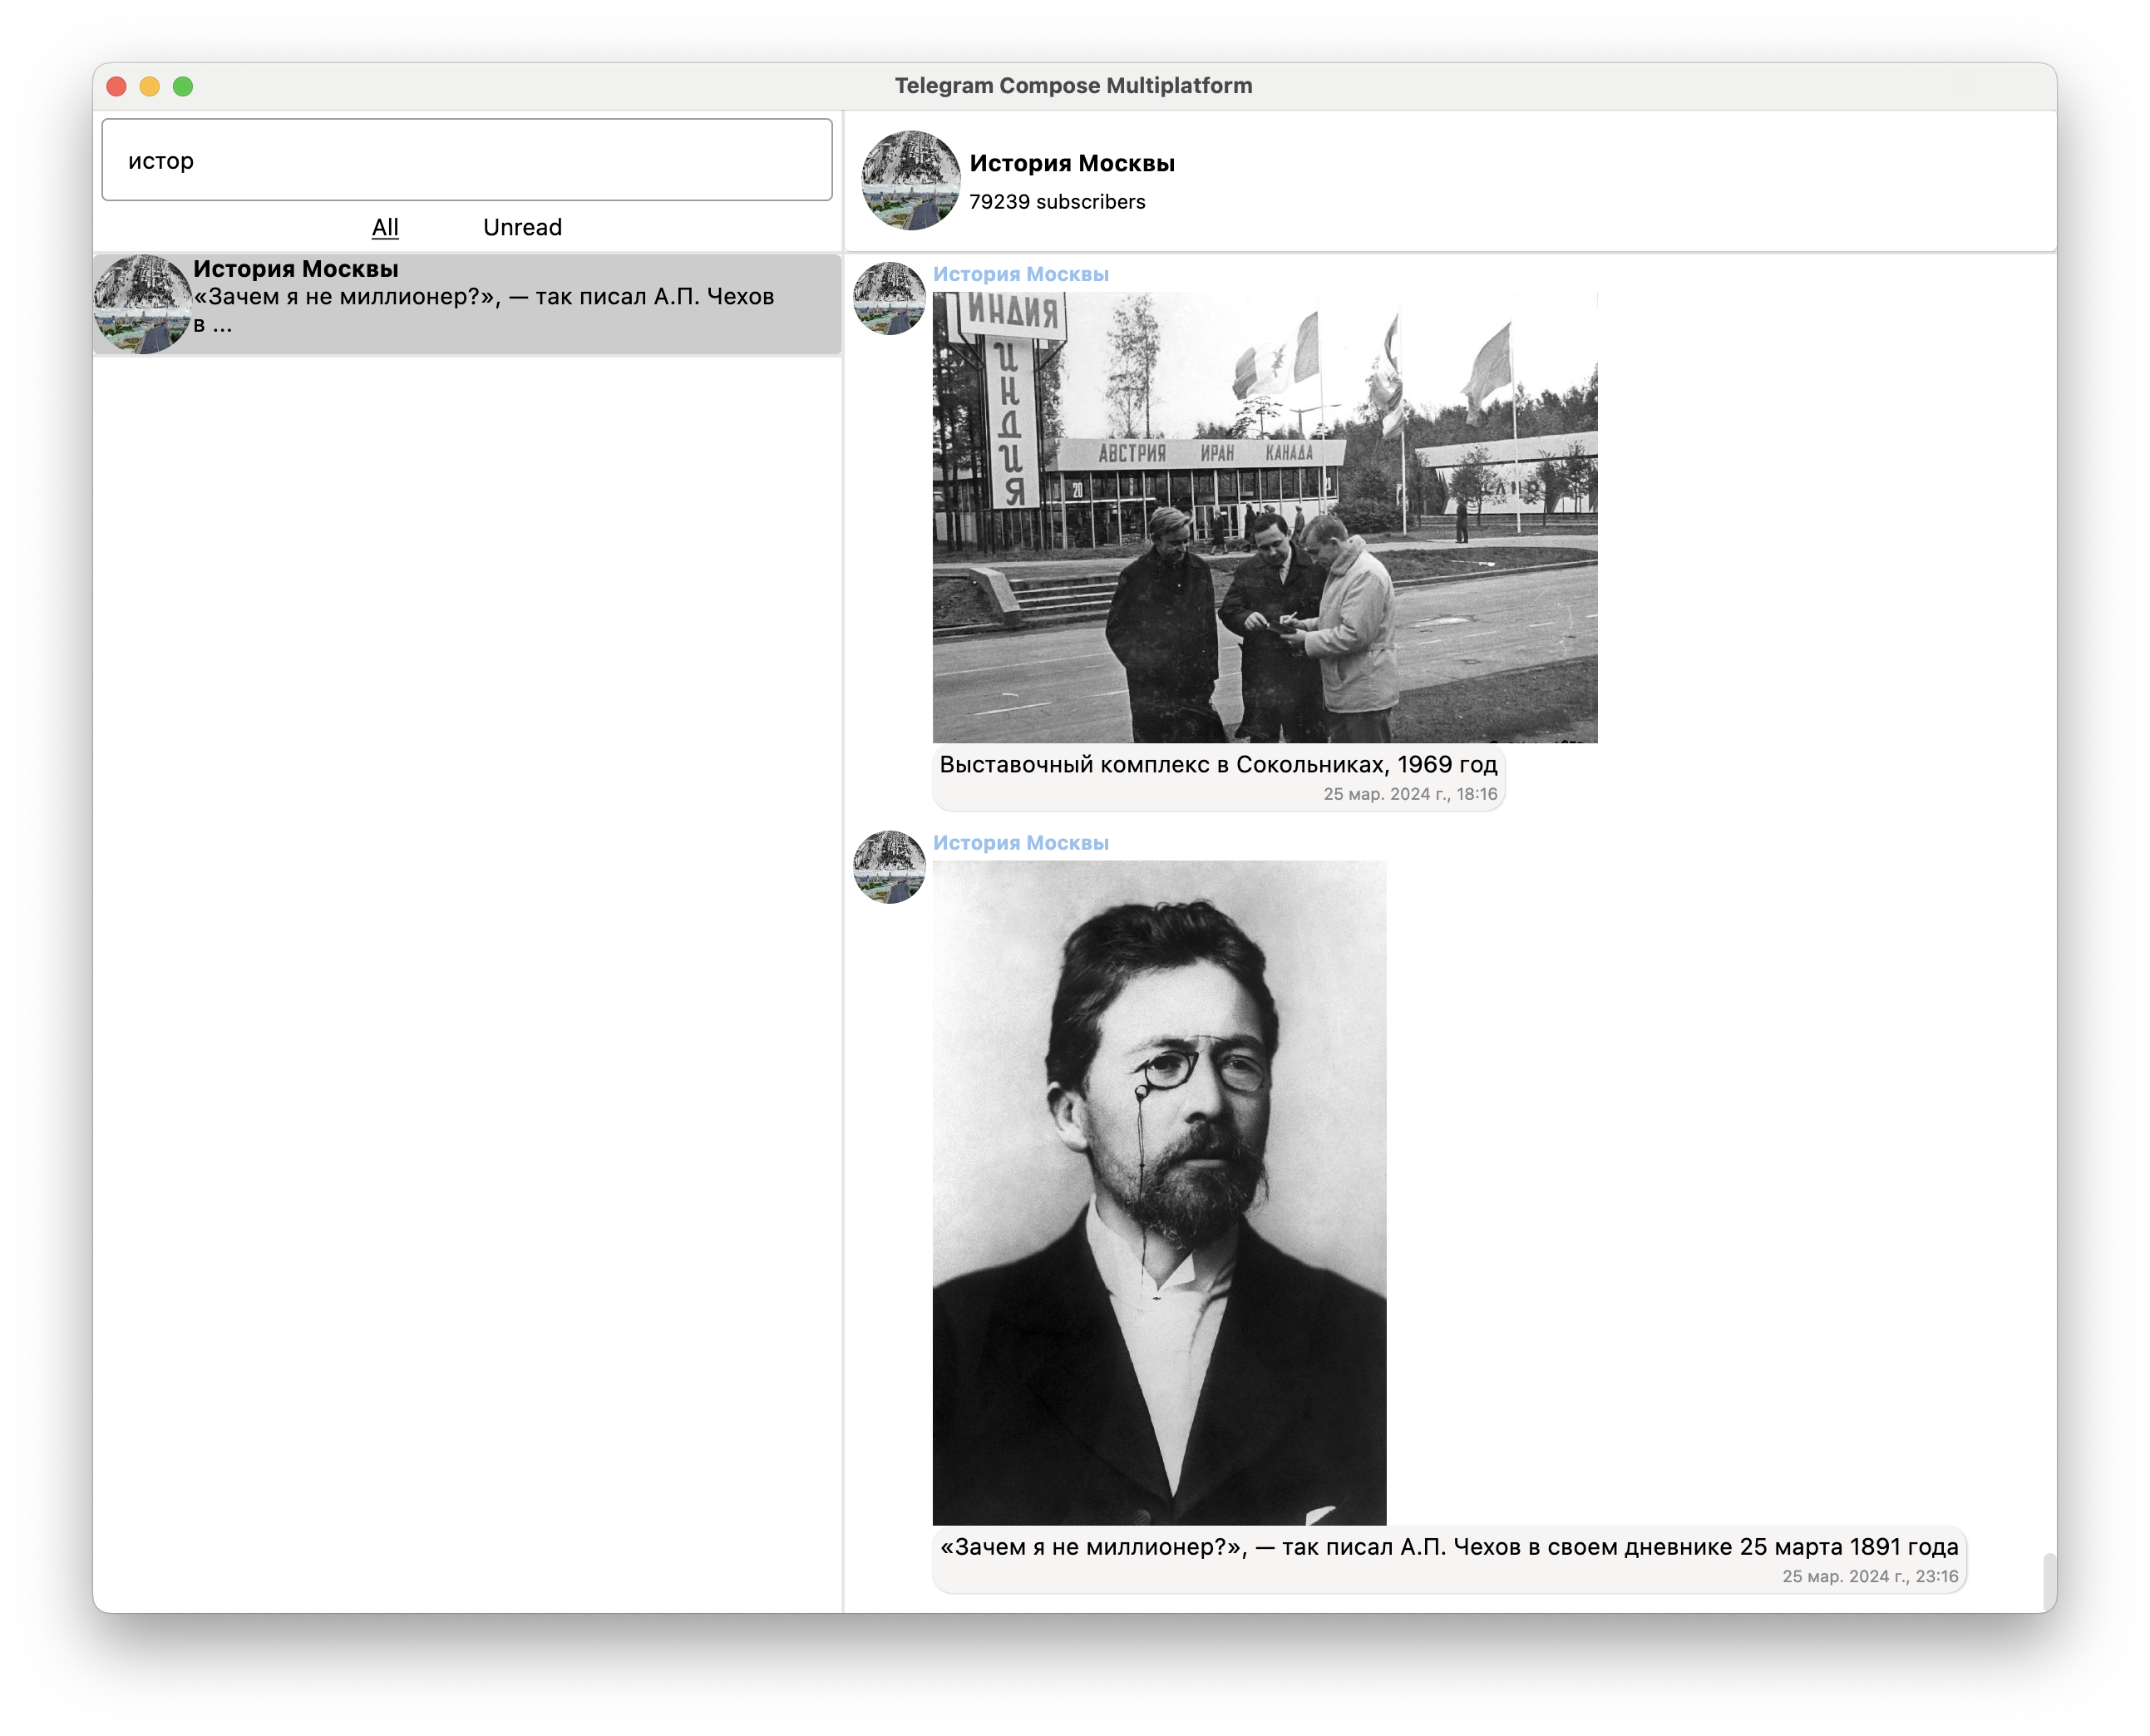 Telegram Compose Multiplatform
истор
All
Unread
История Москвы
«Зачем я не миллионер?», — так писал А.П. Чехов
в ...
История Москвы
79239 subscribers
История Москвы
ИНДИЯ
ИНДИЯ
АВСТРИЯ ИРАН КАНАДА
20
Выставочный комплекс в Сокольниках, 1969 год
25 мар. 2024 г., 18:16
История Москвы
«Зачем я не миллионер?», — так писал А.П. Чехов в своем дневнике 25 марта 1891 года
25 мар. 2024 г., 23:16